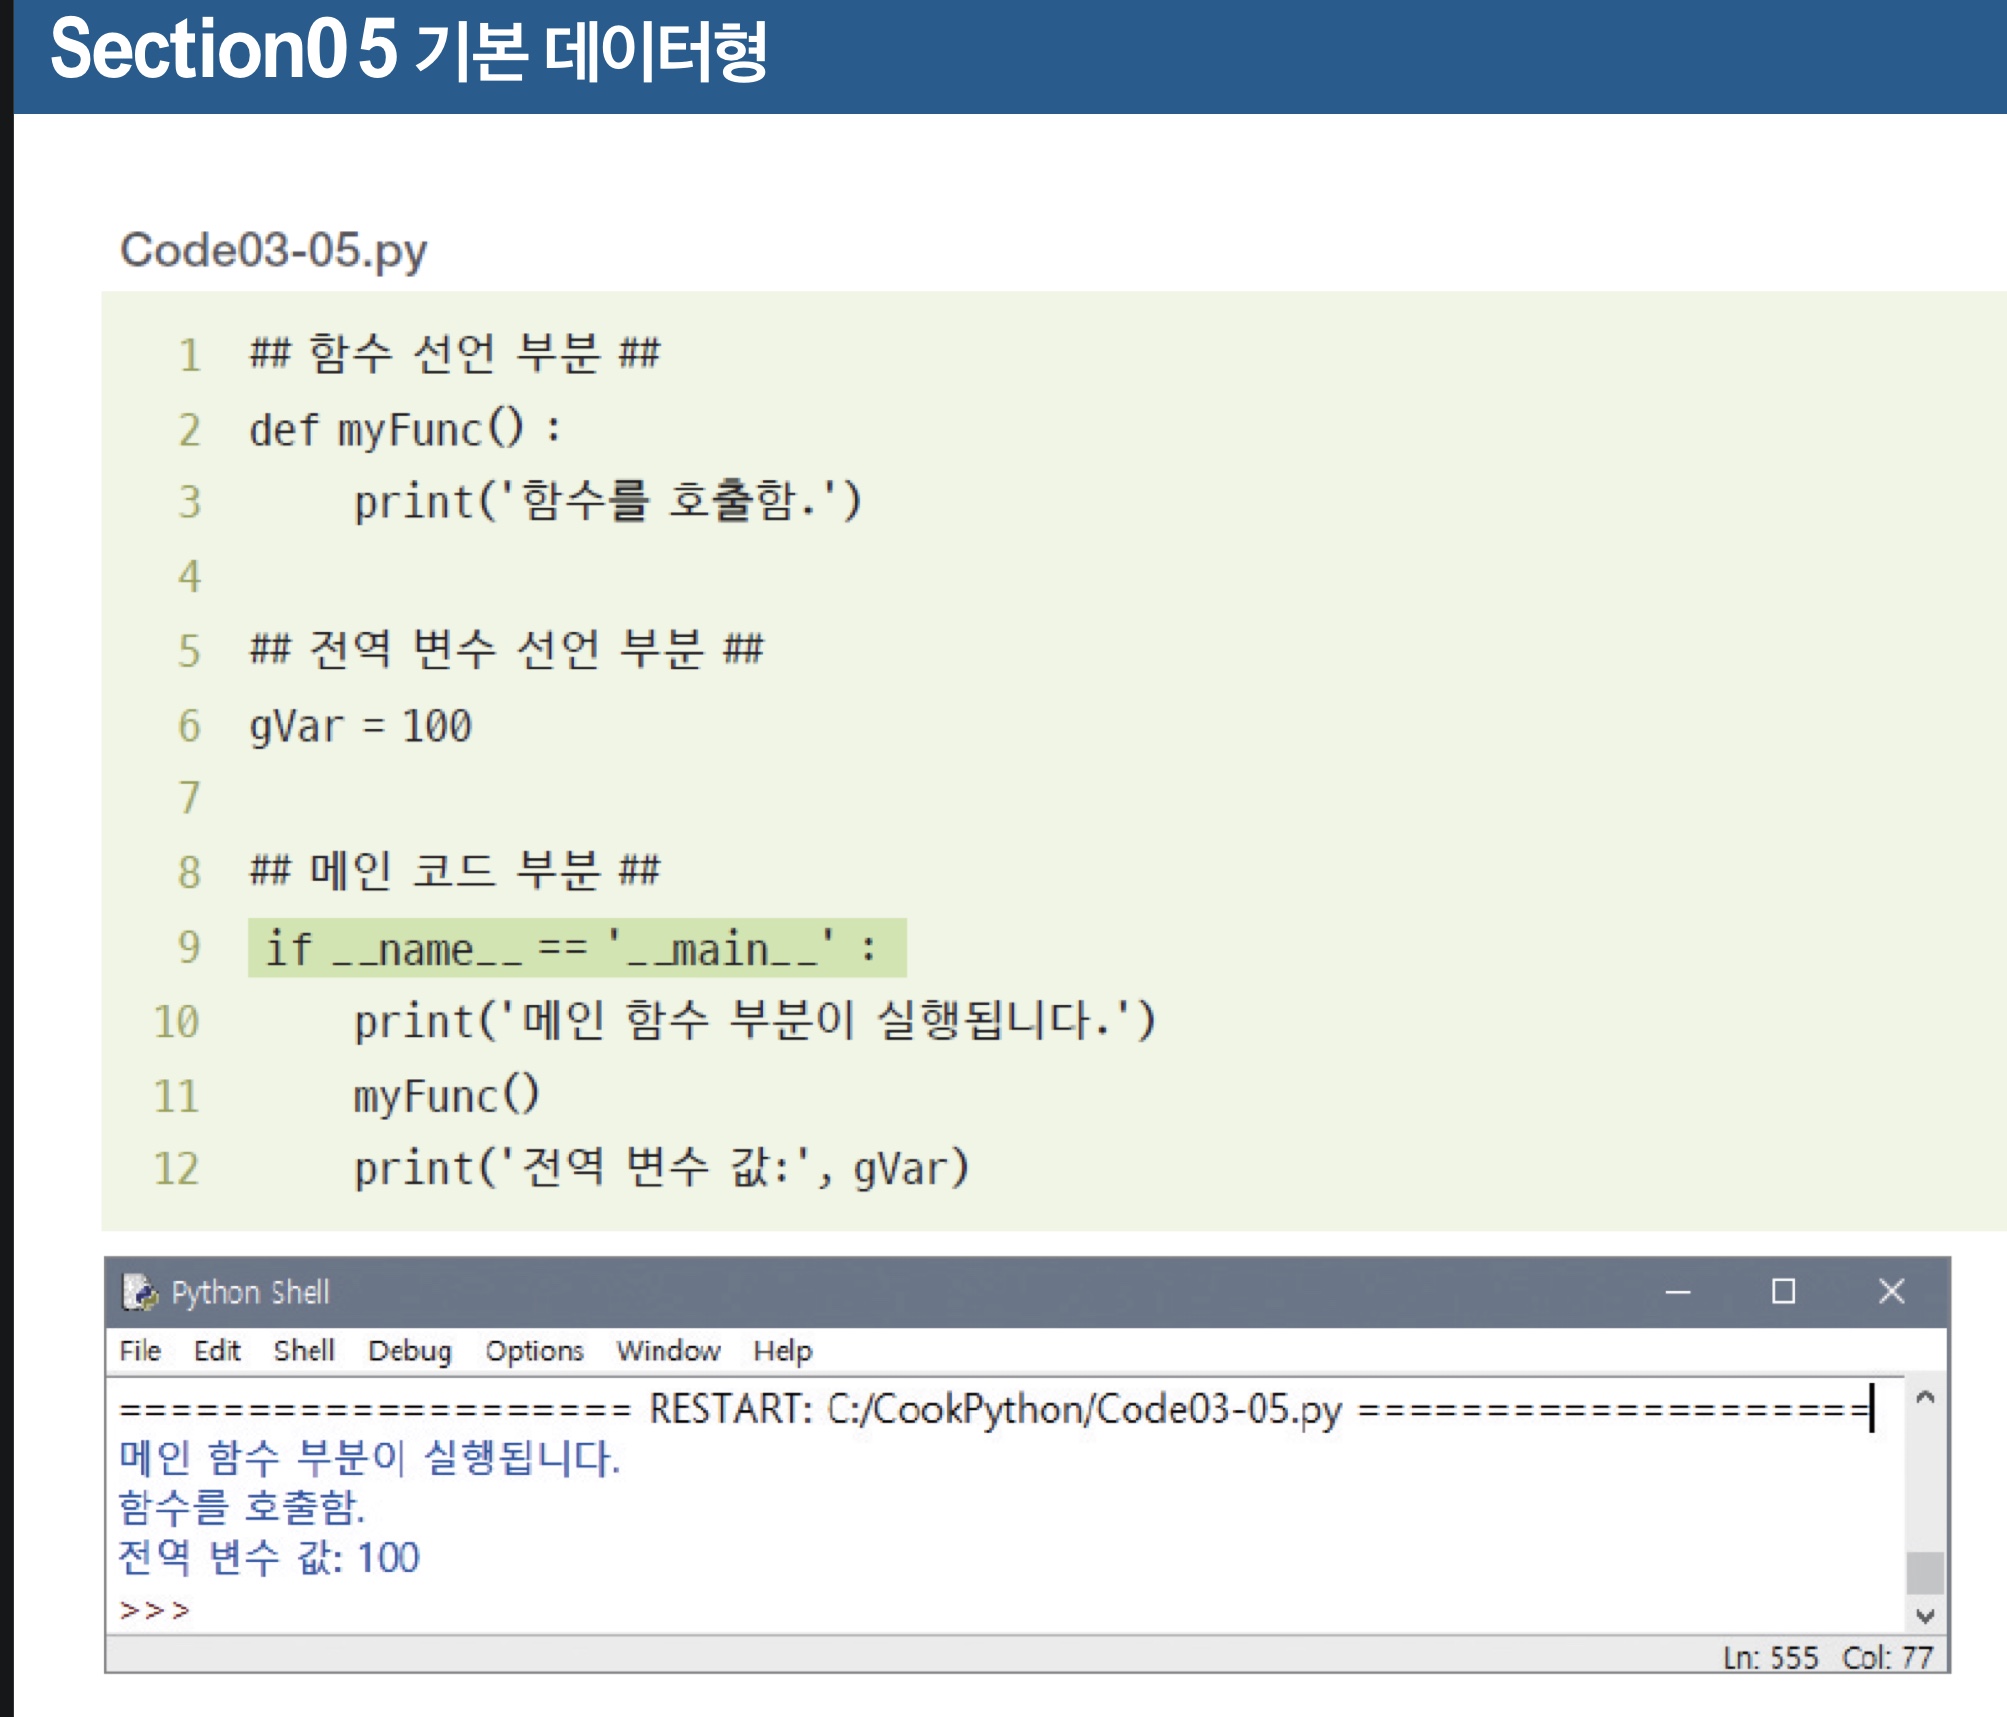 Section05 기본 데이터형
Code03-05.py
1 ## 함수 선언 부분 ##
2 def myFunc() :
3     print('함수를 호출함.')
4
5 ## 전역 변수 선언 부분 ##
6 gVar = 100
7
8 ## 메인 코드 부분 ##
9 if __name__ == '__main__' :
10     print('메인 함수 부분이 실행됩니다.')
11     myFunc()
12     print('전역 변수 값:', gVar)
Python Shell
File Edit Shell Debug Options Window Help
==================== RESTART: C:/CookPython/Code03-05.py ====================
메인 함수 부분이 실행됩니다.
함수를 호출함.
전역 변수 값: 100
>>>
Ln: 555 Col: 77